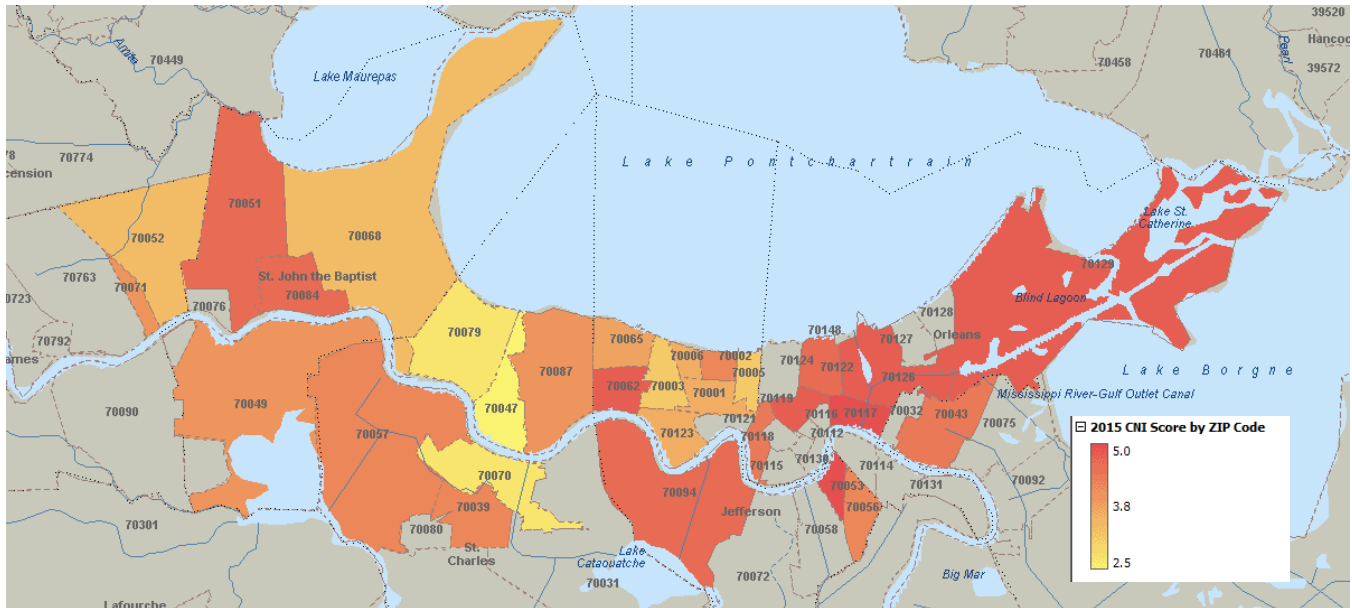 39520
Hancoc
39572
Pearl
70461
70458
Amite
70449
Lake Maurepas
78
70774
cension
Lake Pontchartrain
70051
70052
70068
Lake St.
Catherine
70763
70071
St. John the Baptist
70084
70076
70723
70129
Blind Lagoon
70792
ames
70079
70128
Orleans
70148
70127
70065
70006
70002
70005
70124
70122
70126
Lake Borgne
70087
70062
70003
70001
70119
Mississippi River-Gulf Outlet Canal
70090
70049
70047
70121
70116
70117
70032
70043
70075
70057
70123
70118
70112
70070
70115
70130
70114
70094
70053
70131
70092
70039
70056
Jefferson
70301
70080
70058
St.
Charles
Lake
Cataouatche
70031
70072
Big Mar
Lafourche
2015 CNI Score by ZIP Code
5.0
3.8
2.5